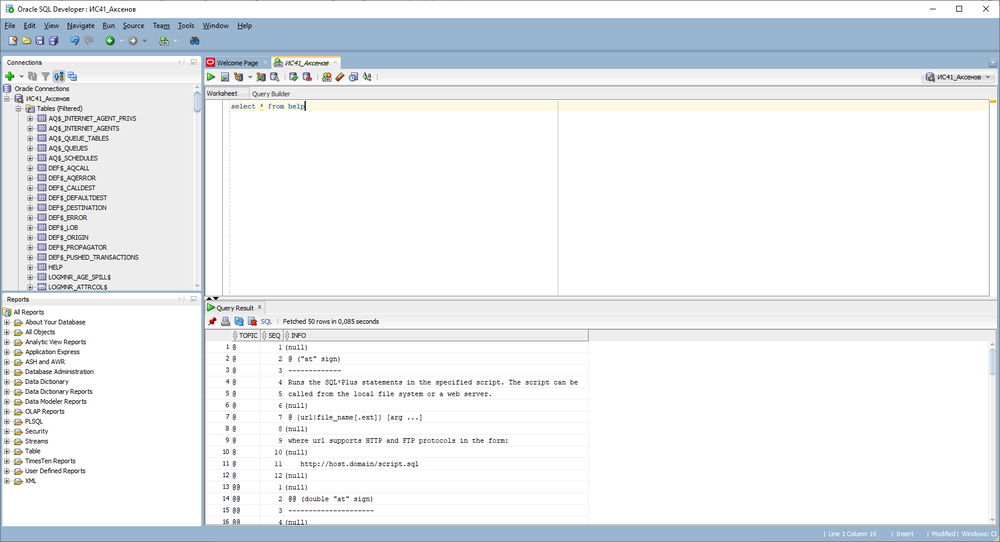 Oracle SQL Developer : ИС41_Аксенов
File Edit View Navigate Run Source Team Tools Window Help
Connections
Oracle Connections
ИС41_Аксенов
Tables (Filtered)
AQ$_INTERNET_AGENT_PRIVS
AQ$_INTERNET_AGENTS
AQ$_QUEUE_TABLES
AQ$_QUEUES
AQ$_SCHEDULES
DEF$_AQCALL
DEF$_AQERROR
DEF$_CALLDEST
DEF$_DEFAULTDEST
DEF$_DESTINATION
DEF$_ERROR
DEF$_LOB
DEF$_ORIGIN
DEF$_PROPAGATOR
DEF$_PUSHED_TRANSACTIONS
HELP
LOGMNR_AGE_SPILL$
LOGMNR_ATTRCOL$
Reports
All Reports
About Your Database
All Objects
Analytic View Reports
Application Express
ASH and AWR
Database Administration
Data Dictionary
Data Dictionary Reports
Data Modeler Reports
OLAP Reports
PLSQL
Security
Streams
Table
TimesTen Reports
User Defined Reports
XML
Welcome Page
ИС41_Аксенов
ИС41_Аксенов
Worksheet Query Builder
select * from help
Query Result
SQL | Fetched 50 rows in 0,085 seconds
TOPIC SEQ INFO
1 @ 1 (null)
2 @ 2 @ ("at" sign)
3 @ 3 -------------
4 @ 4 Runs the SQL*Plus statements in the specified script. The script can be
5 @ 5 called from the local file system or a web server.
6 @ 6 (null)
7 @ 7 @ {url|file_name[.ext]} [arg ...]
8 @ 8 (null)
9 @ 9 where url supports HTTP and FTP protocols in the form:
10 @ 10 (null)
11 @ 11 http://host.domain/script.sql
12 @ 12 (null)
13 @@ 1 (null)
14 @@ 2 @@ (double "at" sign)
15 @@ 3 ---------------------
16 @@ 4 (null)
| Line 1 Column 19 | Insert | Modified | Windows: CF